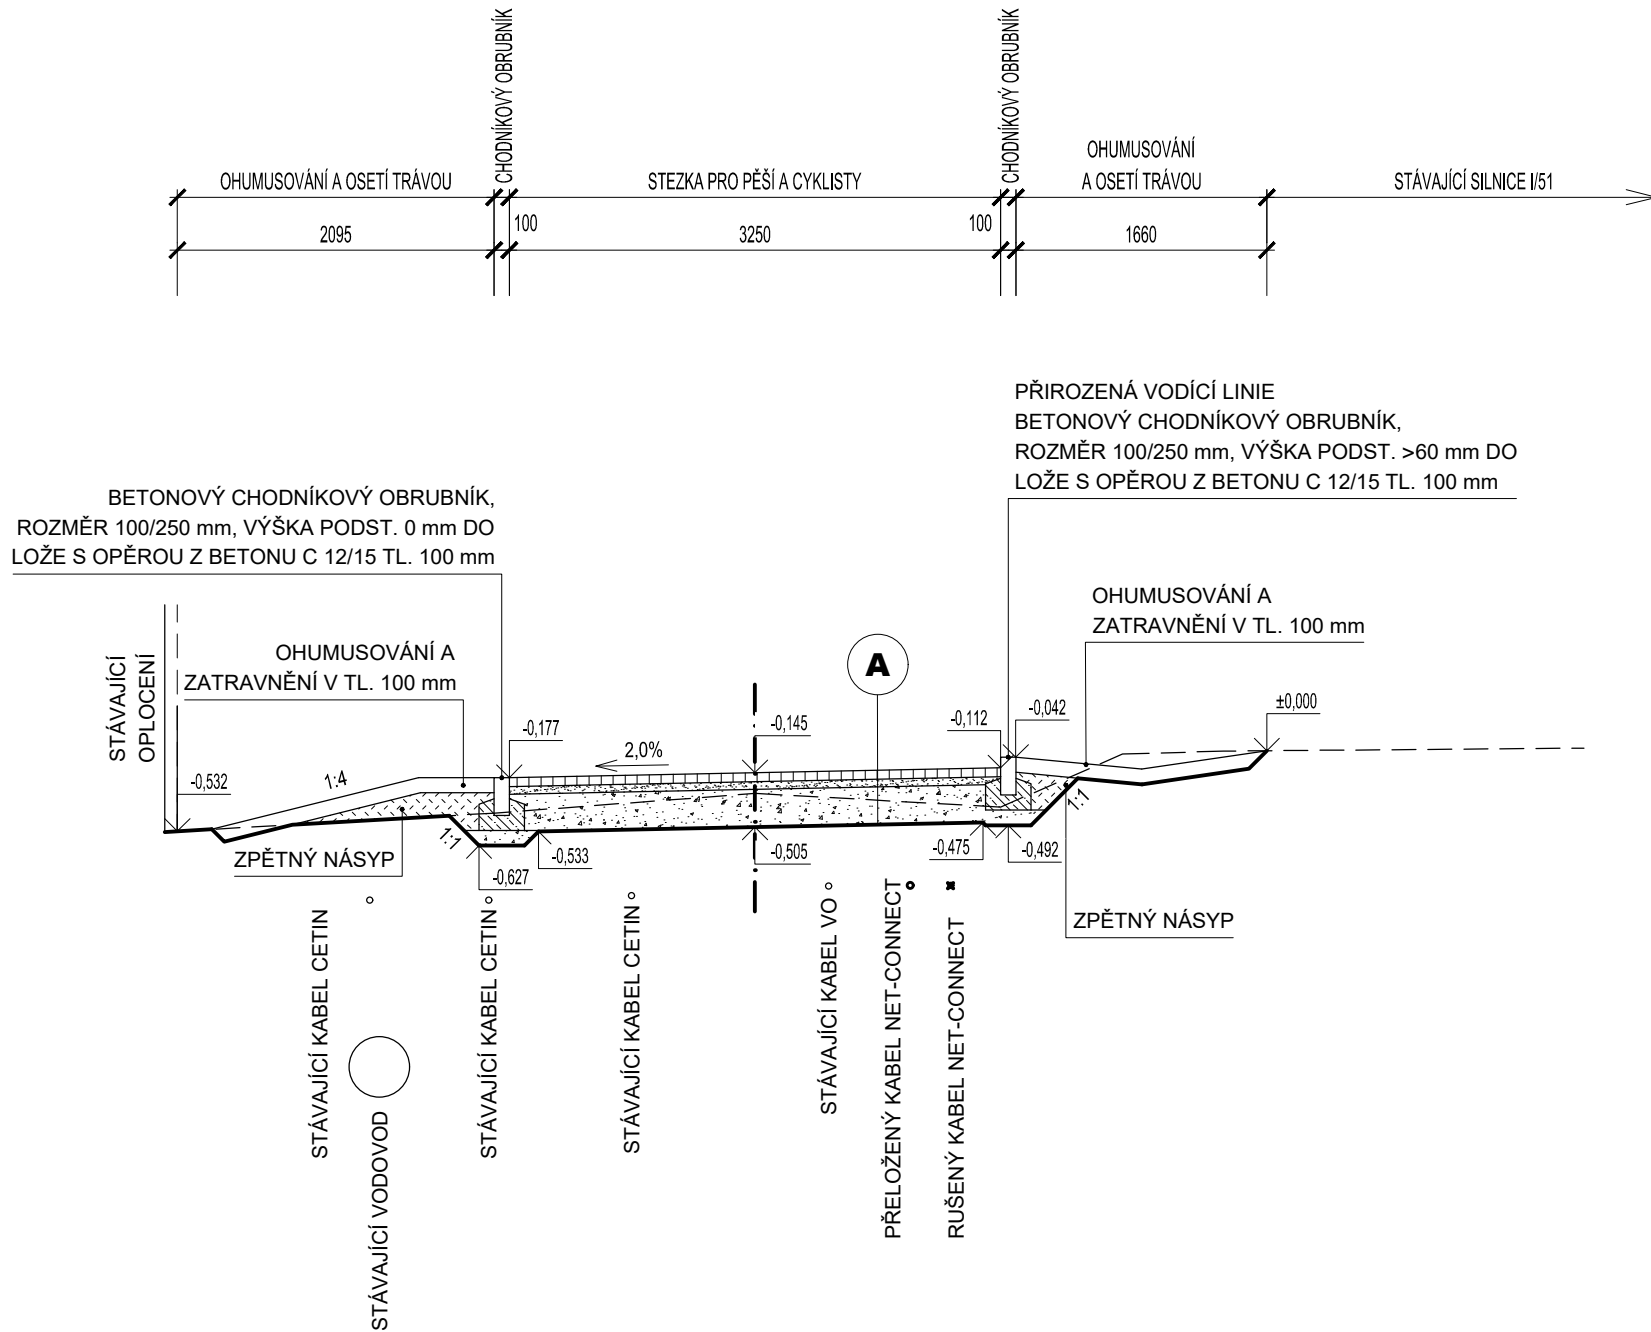 CHODNÍKOVÝ OBRUBNÍK
CHODNÍKOVÝ OBRUBNÍK
OHUMUSOVÁNÍ A OSETÍ TRÁVOU
STEZKA PRO PĚŠÍ A CYKLISTY
OHUMUSOVÁNÍ
A OSETÍ TRÁVOU
STÁVAJÍCÍ SILNICE I/51
2095
100
3250
100
1660
PŘIROZENÁ VODÍCÍ LINIE
BETONOVÝ CHODNÍKOVÝ OBRUBNÍK,
ROZMĚR 100/250 mm, VÝŠKA PODST. >60 mm DO
LOŽE S OPĚROU Z BETONU C 12/15 TL. 100 mm
BETONOVÝ CHODNÍKOVÝ OBRUBNÍK,
ROZMĚR 100/250 mm, VÝŠKA PODST. 0 mm DO
LOŽE S OPĚROU Z BETONU C 12/15 TL. 100 mm
OHUMUSOVÁNÍ A
ZATRAVNĚNÍ V TL. 100 mm
OHUMUSOVÁNÍ A
ZATRAVNĚNÍ V TL. 100 mm
STÁVAJÍCÍ
OPLOCENÍ
A
-0,177
-0,145
-0,112
-0,042
±0,000
2,0%
1:4
-0,532
1:1
1:1
ZPĚTNÝ NÁSYP
-0,627
-0,533
-0,505
-0,475
-0,492
ZPĚTNÝ NÁSYP
STÁVAJÍCÍ KABEL CETIN
STÁVAJÍCÍ VODOVOD
STÁVAJÍCÍ KABEL CETIN
STÁVAJÍCÍ KABEL CETIN
STÁVAJÍCÍ KABEL VO
PŘELOŽENÝ KABEL NET-CONNECT
RUŠENÝ KABEL NET-CONNECT